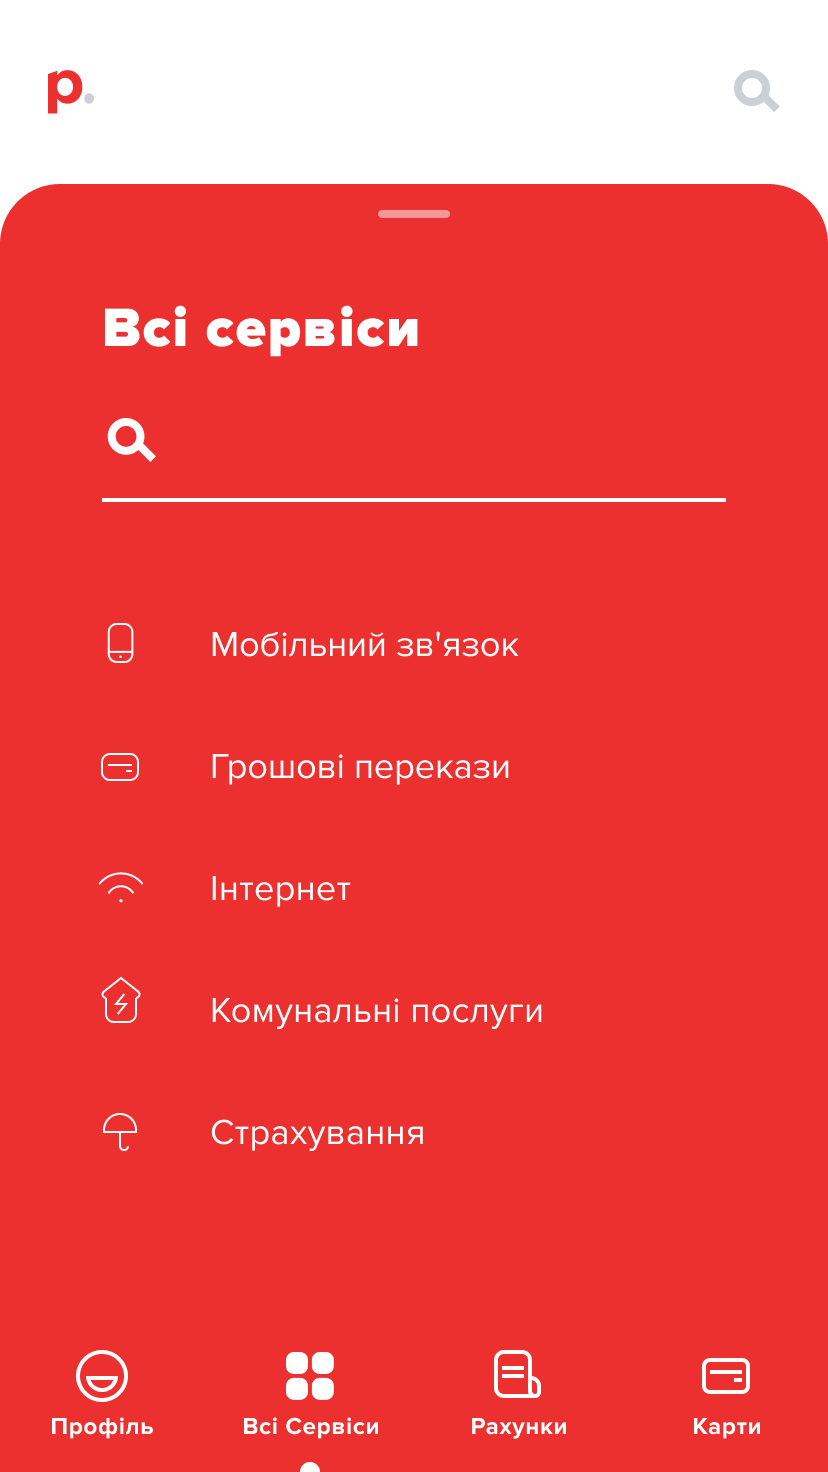 p.
Всі сервіси
Мобільний зв'язок
Грошові перекази
Інтернет
Комунальні послуги
Страхування
Профіль
Всі Сервіси
Рахунки
Карти